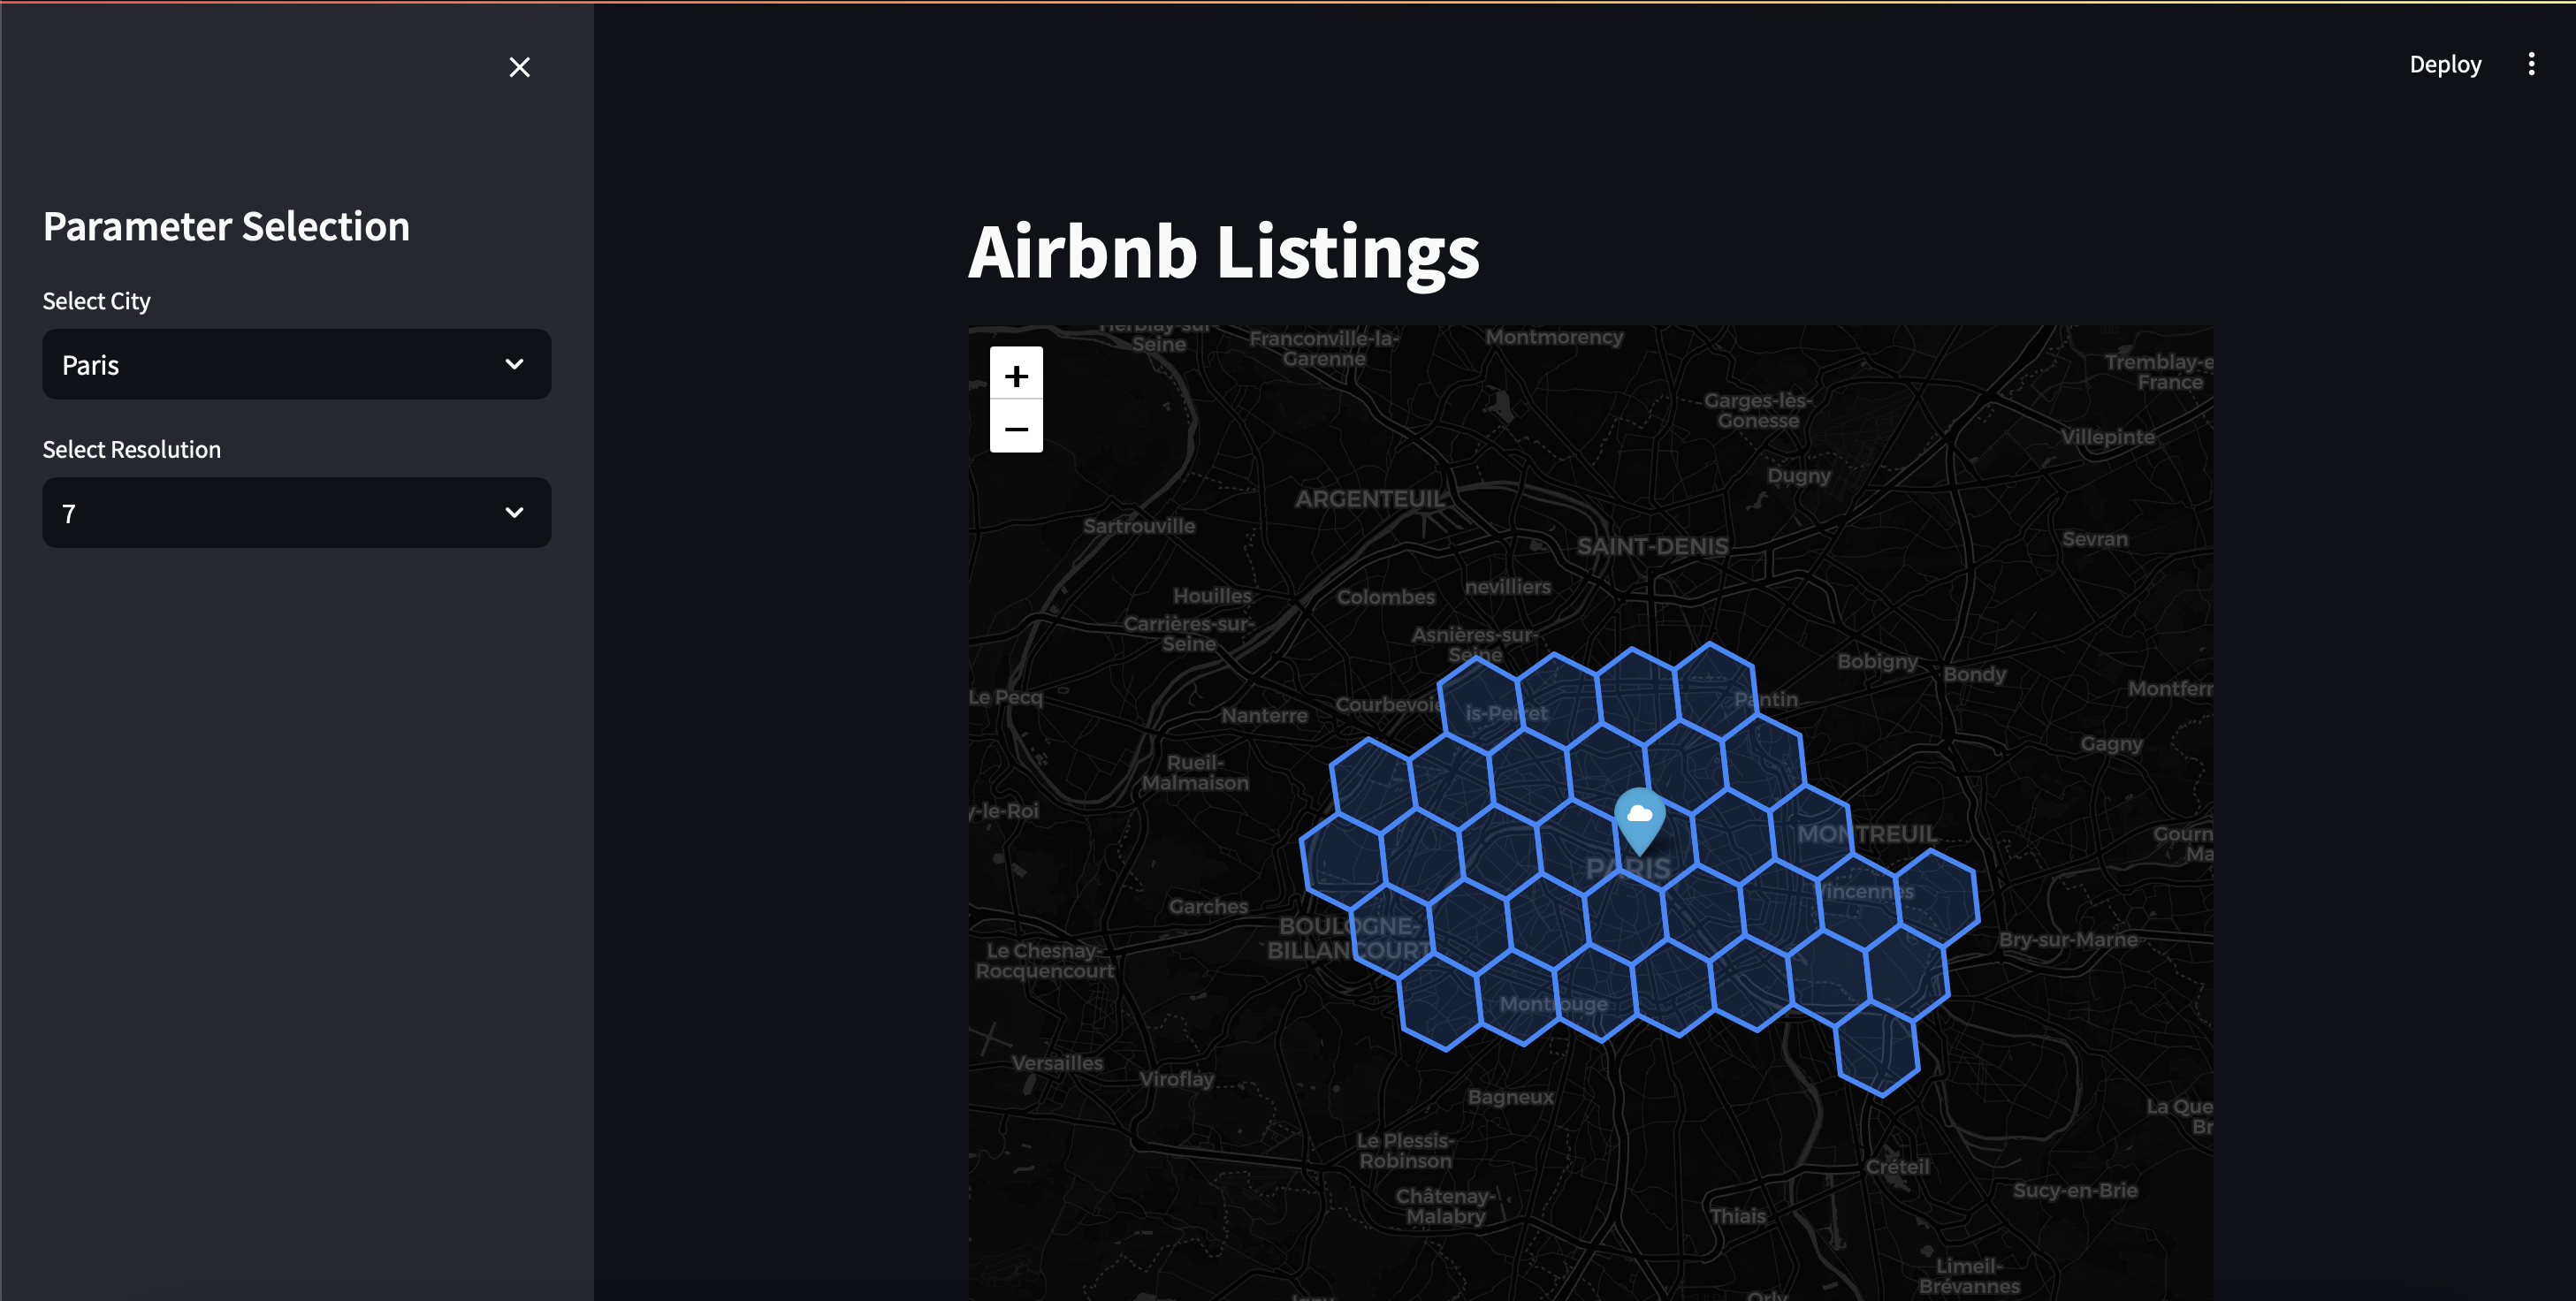 Deploy
Parameter Selection
Select City
Paris
Select Resolution
7
Airbnb Listings
+
−
Herblay-sur-
Seine
Franconville-la-
Garenne
Montmorency
Tremblay-e
France
Garges-lès-
Gonesse
Villepinte
Dugny
ARGENTEUIL
Sartrouville
SAINT-DENIS
Sevran
Houilles
Colombes
nevilliers
Carrières-sur-
Seine
Asnières-sur-
Seine
Bobigny
Bondy
Le Pecq
Courbevoie
is-Perret
Pantin
Montferr
Nanterre
Gagny
Rueil-
Malmaison
y-le-Roi
MONTREUIL
Gourn
Ma
PARIS
Vincennes
Garches
BOULOGNE-
BILLANCOURT
Bry-sur-Marne
Le Chesnay-
Rocquencourt
Montrouge
Versailles
Viroflay
Bagneux
La Que
Br
Le Plessis-
Robinson
Créteil
Sucy-en-Brie
Châtenay-
Malabry
Thiais
Limeil-
Brévannes
Orly